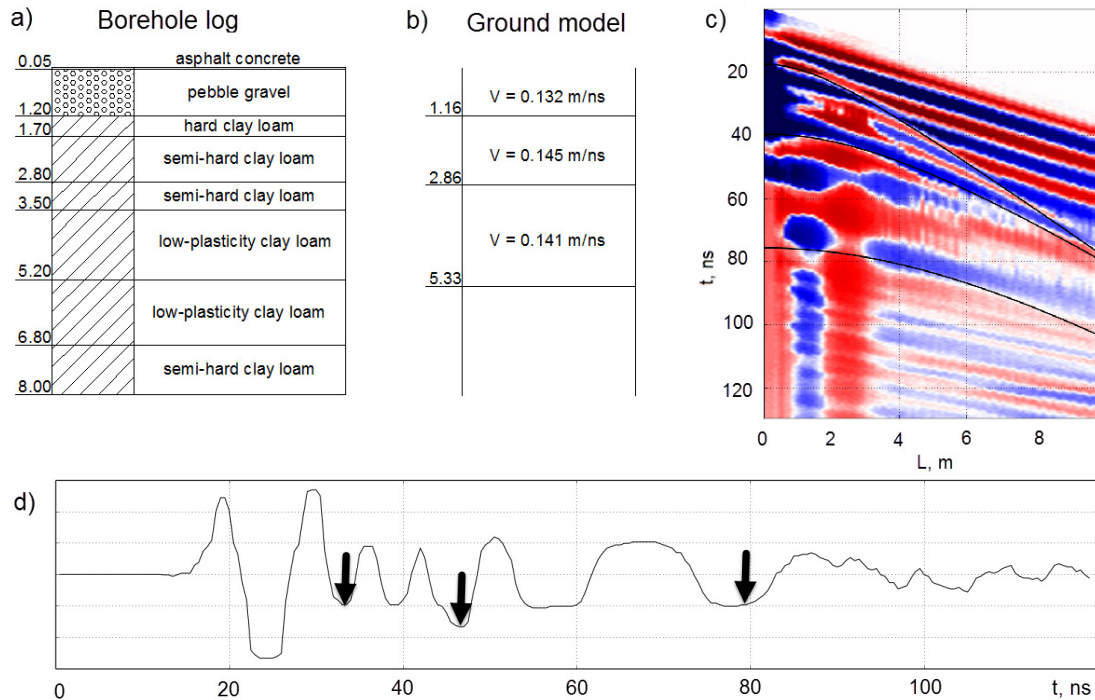 a) Borehole log
0.05 asphalt concrete
pebble gravel
1.20
hard clay loam
1.70
semi-hard clay loam
2.80
semi-hard clay loam
3.50
low-plasticity clay loam
5.20
low-plasticity clay loam
6.80
semi-hard clay loam
8.00
b) Ground model
V = 0.132 m/ns
1.16
V = 0.145 m/ns
2.86
V = 0.141 m/ns
5.33
c)
20
40
60
80
100
120
t, ns
0 2 4 6 8
L, m
d)
0 20 40 60 80 100 t, ns